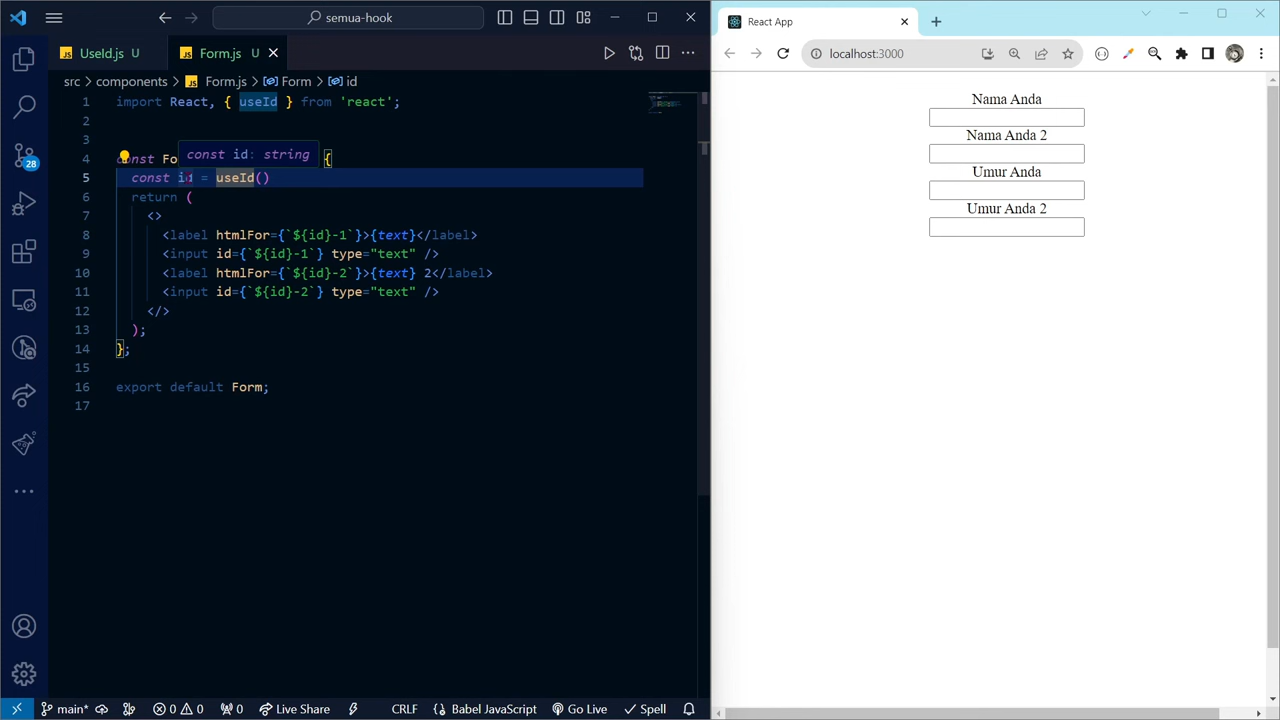 semua-hook
UseId.js U
Form.js U
src > components > Form.js > Form > id
1 import React, { useId } from 'react';
2
3
const id: string
4 const Fo {
5 const id = useId()
6 return (
7 <>
8 <label htmlFor={`${id}-1`}>{text}</label>
9 <input id={`${id}-1`} type="text" />
10 <label htmlFor={`${id}-2`}>{text} 2</label>
11 <input id={`${id}-2`} type="text" />
12 </>
13 );
14 };
15
16 export default Form;
17
28
main* 0 0 0 Live Share CRLF {} Babel JavaScript Go Live Spell
React App
localhost:3000
Nama Anda
Nama Anda 2
Umur Anda
Umur Anda 2